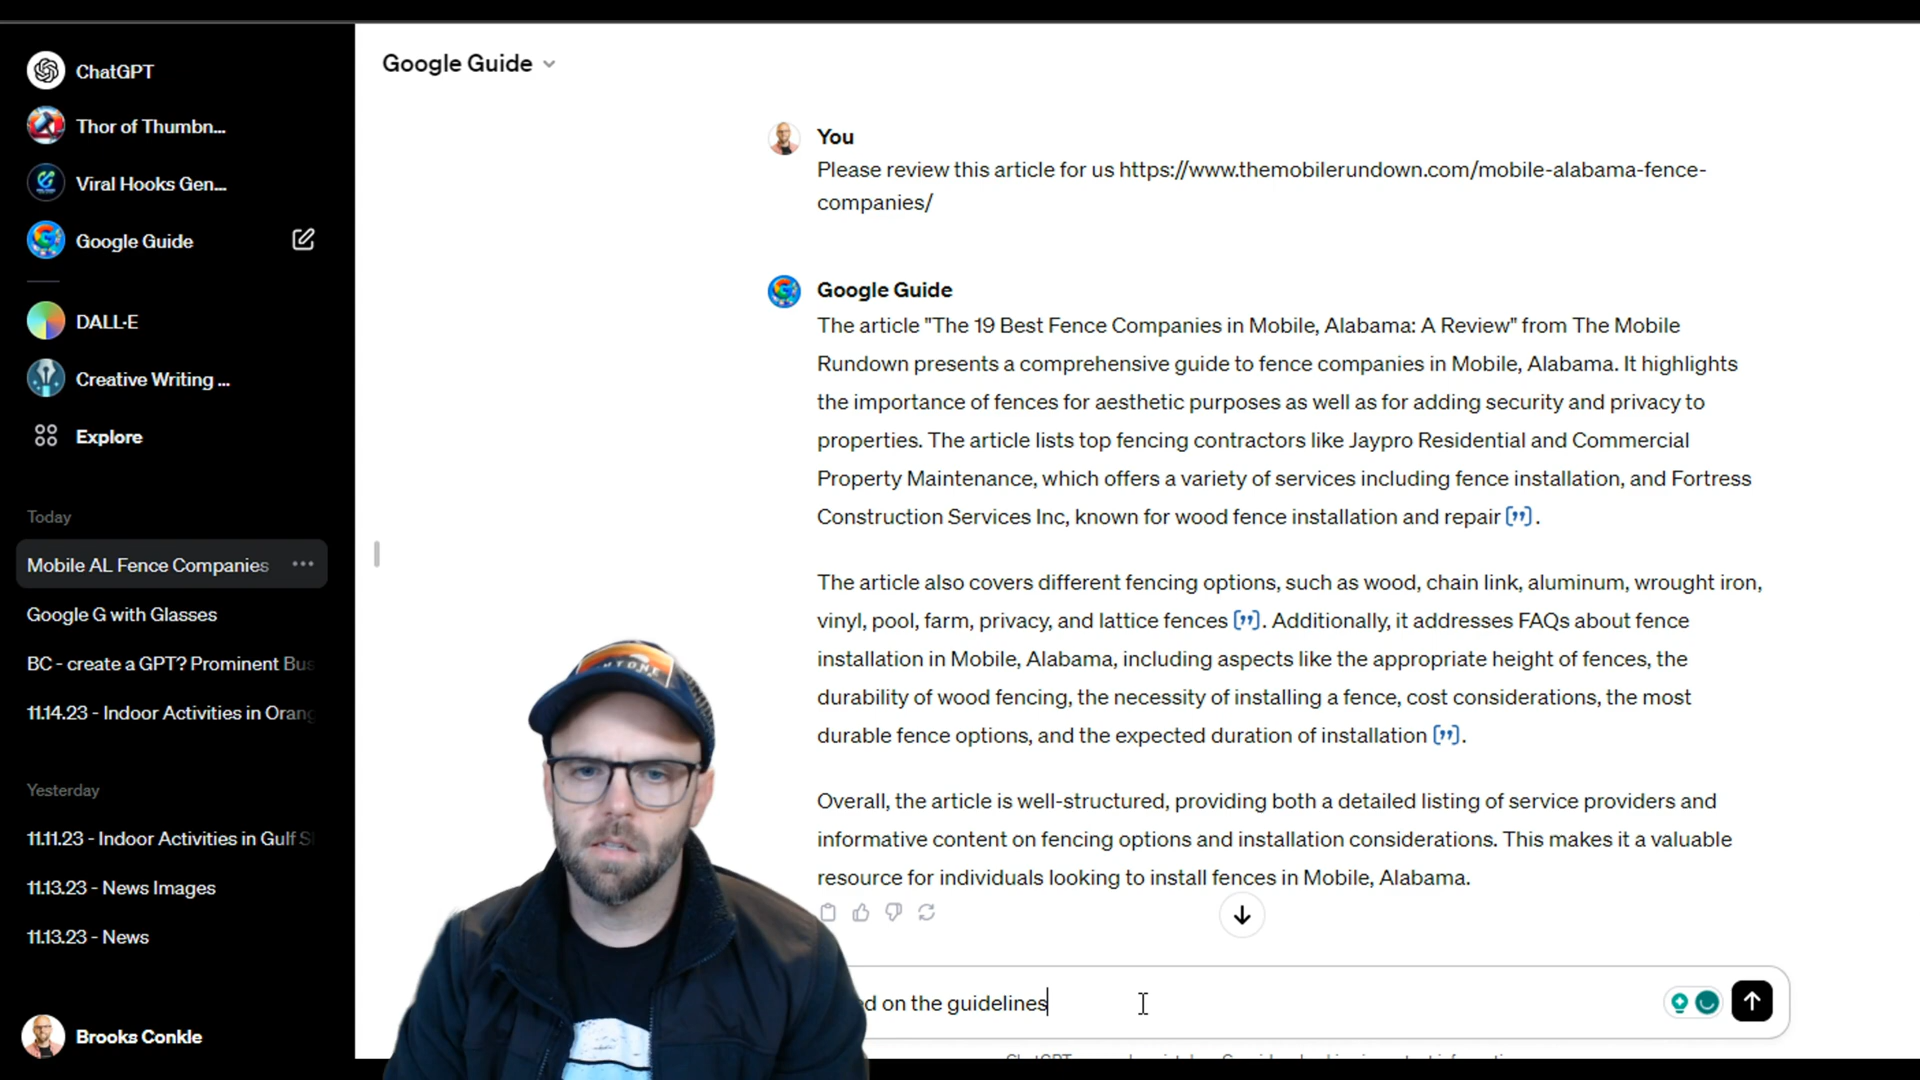 ChatGPT
Thor of Thumbn...
Viral Hooks Gen...
Google Guide
DALL·E
Creative Writing ...
Explore
Today
Mobile AL Fence Companies
Google G with Glasses
BC - create a GPT? Prominent Bus
11.14.23 - Indoor Activities in Orang
Yesterday
11.11.23 - Indoor Activities in Gulf S
11.13.23 - News Images
11.13.23 - News
Brooks Conkle
Google Guide
You
Please review this article for us https://www.themobilerundown.com/mobile-alabama-fence-
companies/
Google Guide
The article "The 19 Best Fence Companies in Mobile, Alabama: A Review" from The Mobile
Rundown presents a comprehensive guide to fence companies in Mobile, Alabama. It highlights
the importance of fences for aesthetic purposes as well as for adding security and privacy to
properties. The article lists top fencing contractors like Jaypro Residential and Commercial
Property Maintenance, which offers a variety of services including fence installation, and Fortress
Construction Services Inc, known for wood fence installation and repair ["].
The article also covers different fencing options, such as wood, chain link, aluminum, wrought iron,
vinyl, pool, farm, privacy, and lattice fences ["]. Additionally, it addresses FAQs about fence
installation in Mobile, Alabama, including aspects like the appropriate height of fences, the
durability of wood fencing, the necessity of installing a fence, cost considerations, the most
durable fence options, and the expected duration of installation ["].
Overall, the article is well-structured, providing both a detailed listing of service providers and
informative content on fencing options and installation considerations. This makes it a valuable
resource for individuals looking to install fences in Mobile, Alabama.
ed on the guidelines